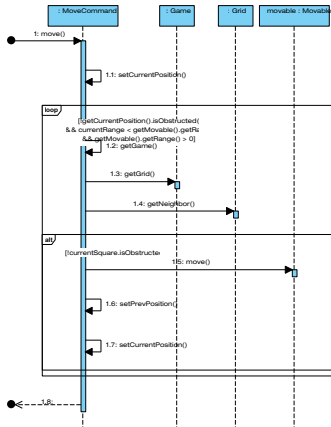 : MoveCommand
: Game
: Grid
movable : Movable
1: move()
1.1: setCurrentPosition()
loop
[!getCurrentPosition().isObstructed(
&& currentRange < getMovable().getRa
&& getMovable().getRange() > 0]
1.2: getGame()
1.3: getGrid()
1.4: getNeighbor()
alt
[!currentSquare.isObstructed
1.5: move()
1.6: setPrevPosition()
1.7: setCurrentPosition()
1.8: